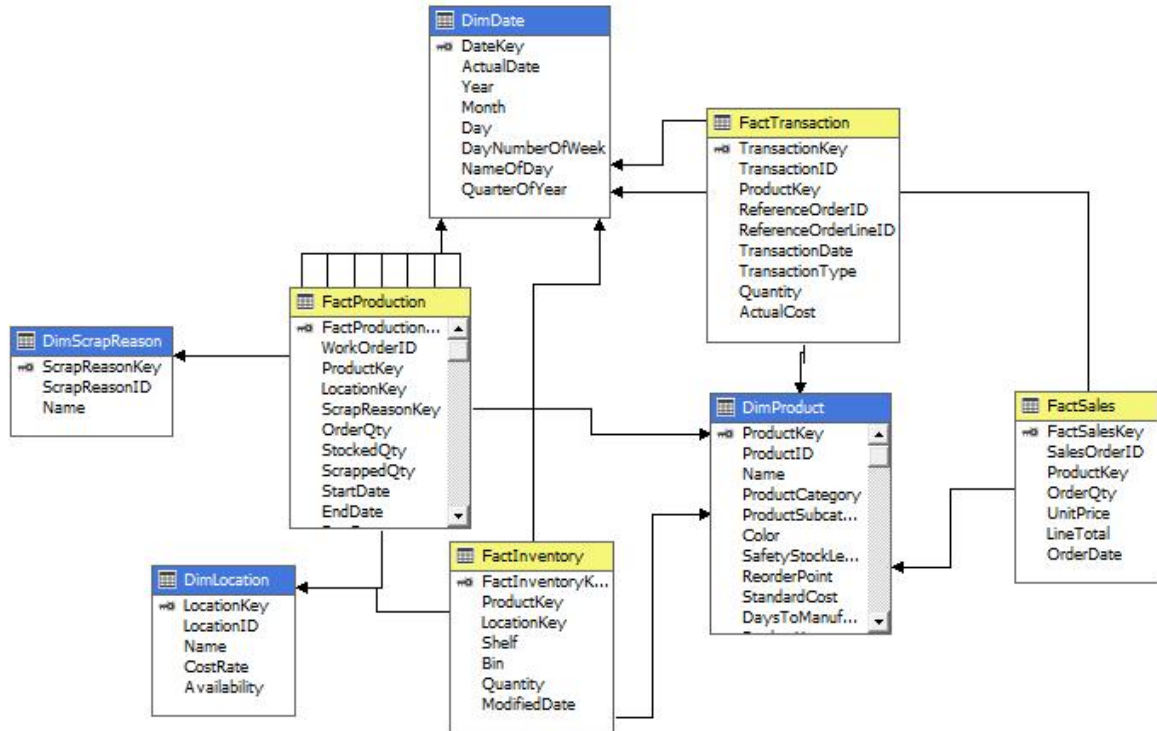 DimDate
DateKey
ActualDate
Year
Month
Day
DayNumberOfWeek
NameOfDay
QuarterOfYear
FactTransaction
TransactionKey
TransactionID
ProductKey
ReferenceOrderID
ReferenceOrderLineID
TransactionDate
TransactionType
Quantity
ActualCost
FactProduction
FactProduction...
WorkOrderID
ProductKey
LocationKey
ScrapReasonKey
OrderQty
StockedQty
ScrappedQty
StartDate
EndDate
DimScrapReason
ScrapReasonKey
ScrapReasonID
Name
DimProduct
ProductKey
ProductID
Name
ProductCategory
ProductSubcat...
Color
SafetyStockLe...
ReorderPoint
StandardCost
DaysToManuf...
FactSales
FactSalesKey
SalesOrderID
ProductKey
OrderQty
UnitPrice
LineTotal
OrderDate
FactInventory
FactInventoryK...
ProductKey
LocationKey
Shelf
Bin
Quantity
ModifiedDate
DimLocation
LocationKey
LocationID
Name
CostRate
Availability